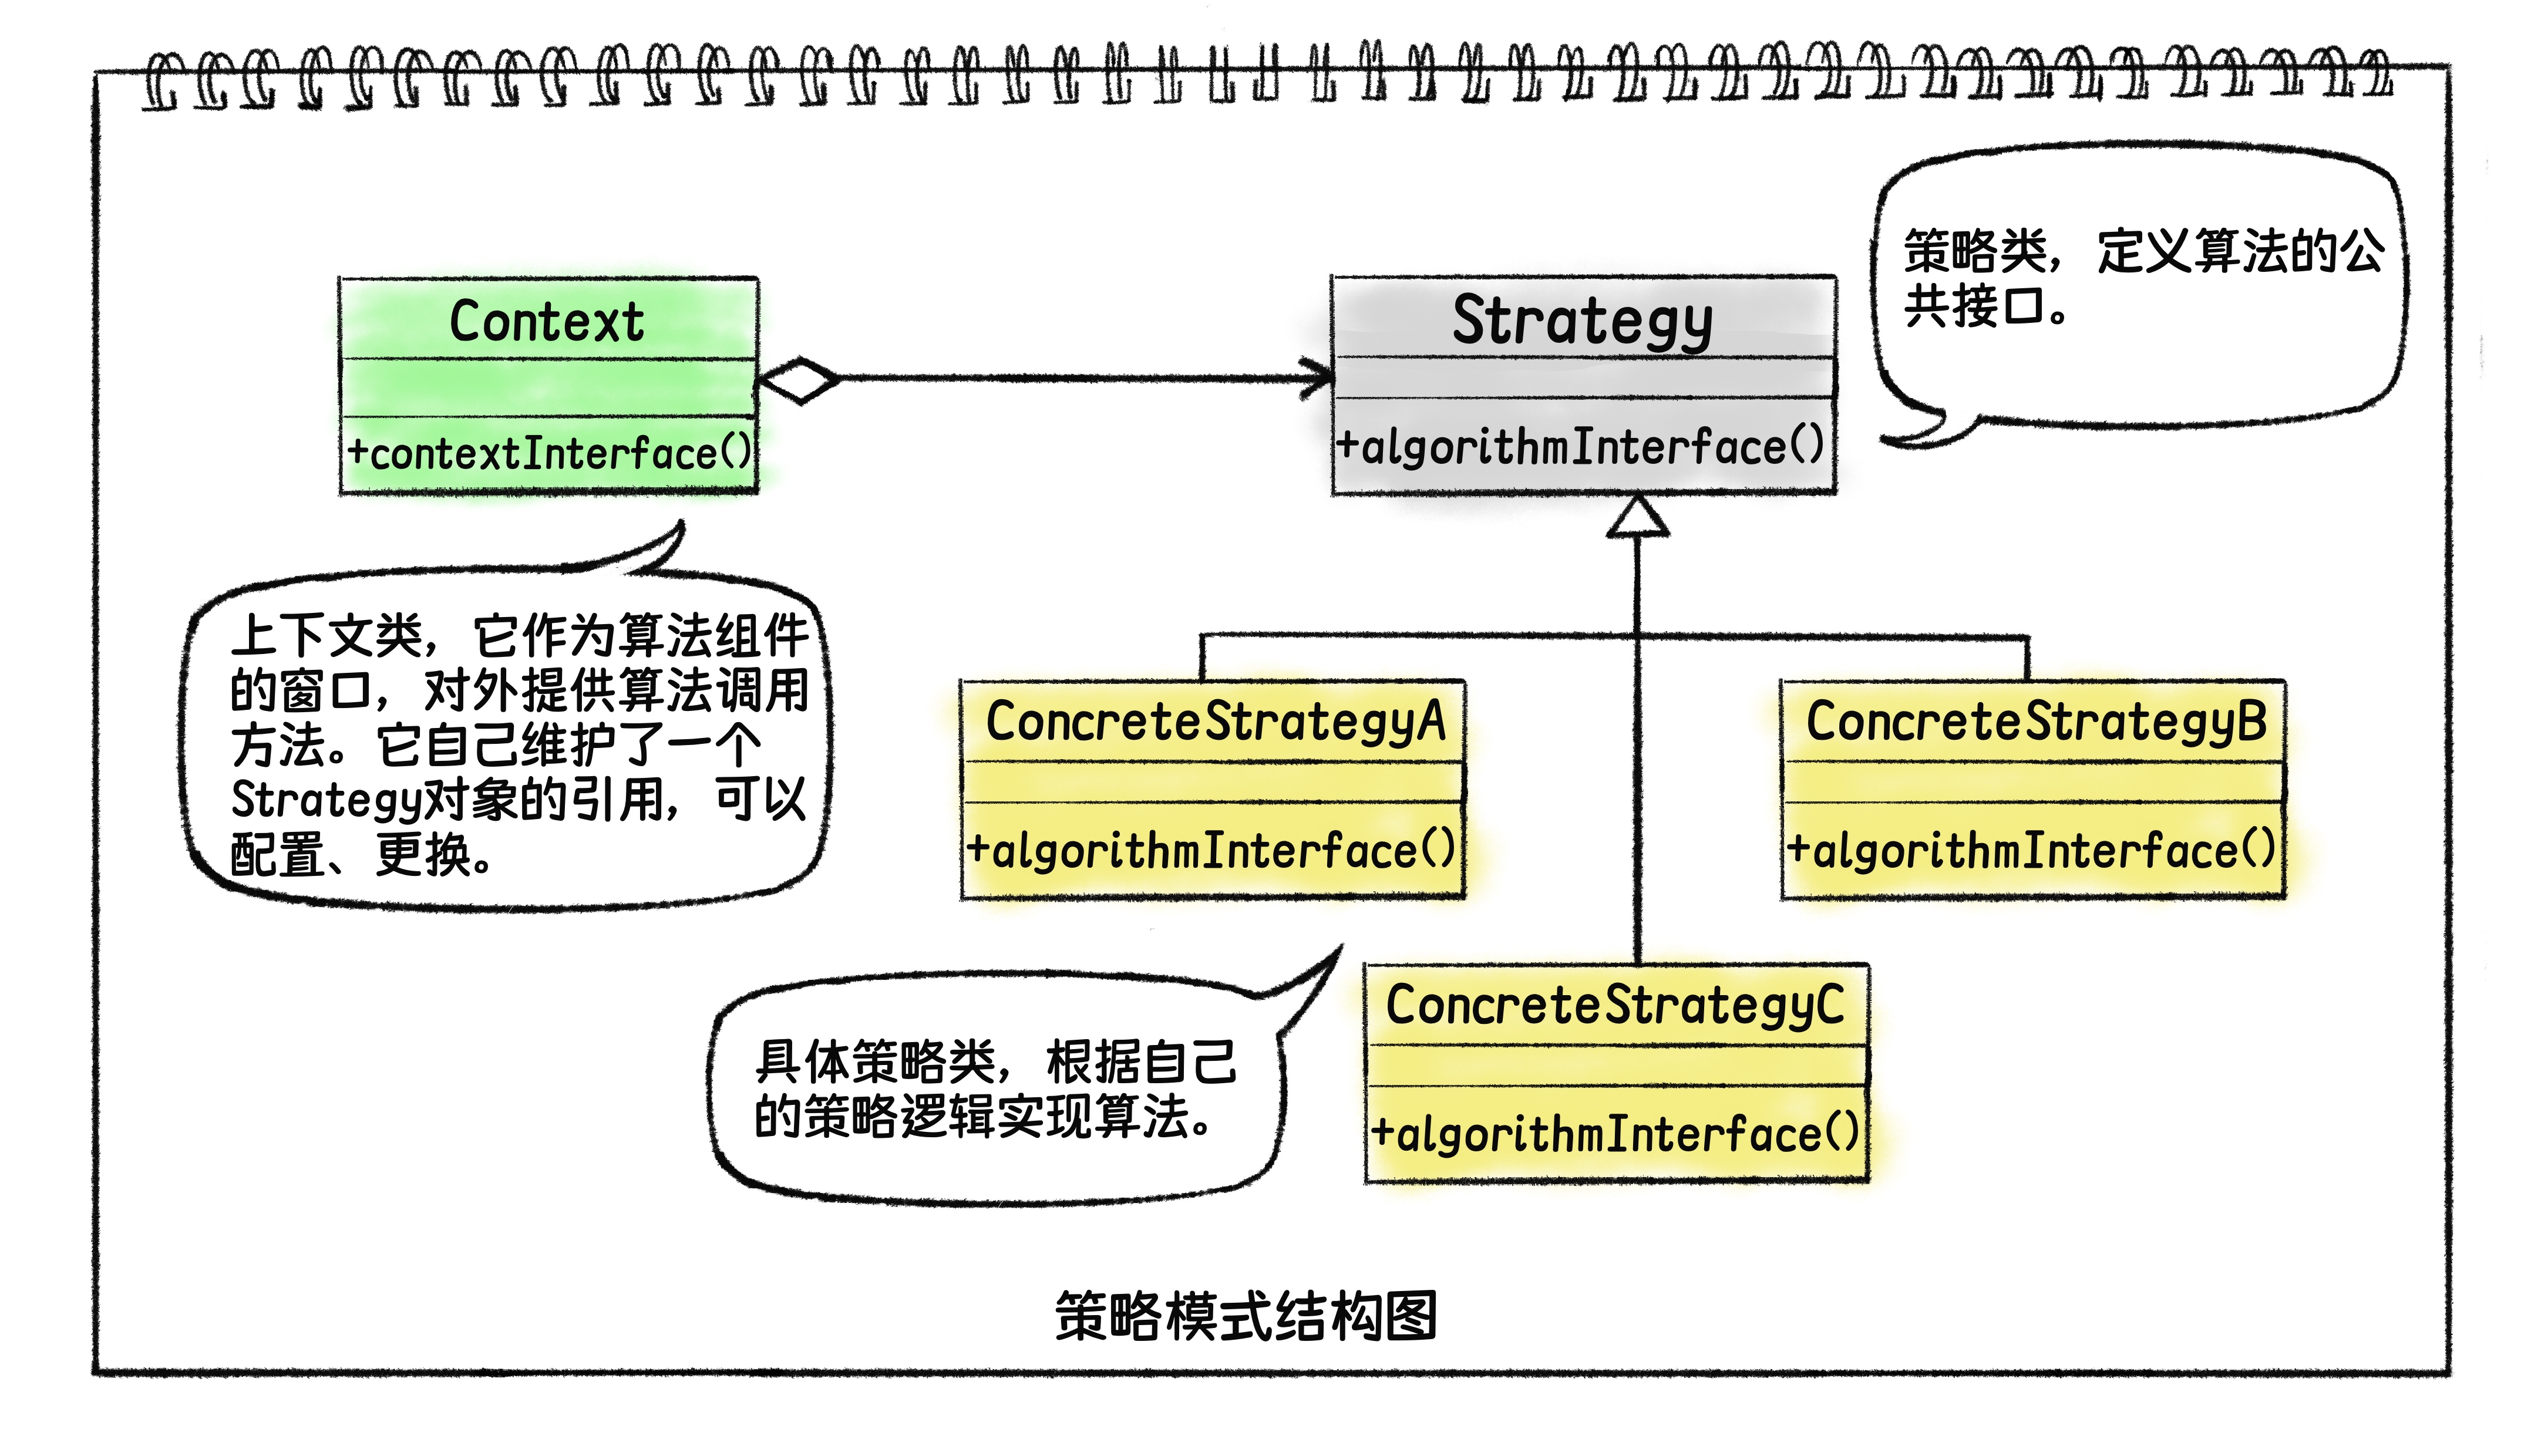 Context
+contextInterface()
Strategy
+algorithmInterface()
策略类，定义算法的公
共接口。
上下文类，它作为算法组件
的窗口，对外提供算法调用
方法。它自己维护了一个
Strategy对象的引用，可以
配置、更换。
ConcreteStrategyA
+algorithmInterface()
ConcreteStrategyB
+algorithmInterface()
具体策略类，根据自己
的策略逻辑实现算法。
ConcreteStrategyC
+algorithmInterface()
策略模式结构图